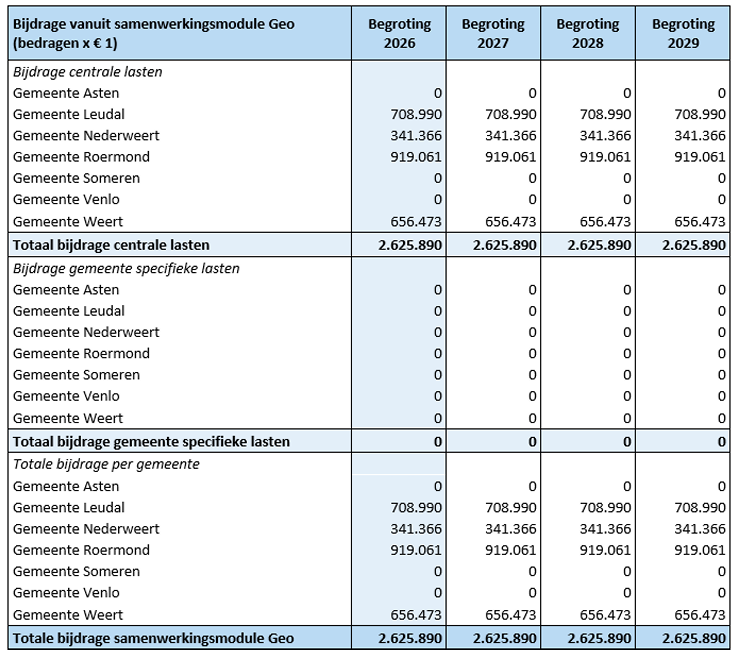 Bijdrage vanuit samenwerkingsmodule Geo (bedragen x € 1) Begroting 2026 Begroting 2027 Begroting 2028 Begroting 2029
Bijdrage centrale lasten
Gemeente Asten 0 0 0 0
Gemeente Leudal 708.990 708.990 708.990 708.990
Gemeente Nederweert 341.366 341.366 341.366 341.366
Gemeente Roermond 919.061 919.061 919.061 919.061
Gemeente Someren 0 0 0 0
Gemeente Venlo 0 0 0 0
Gemeente Weert 656.473 656.473 656.473 656.473
Totaal bijdrage centrale lasten 2.625.890 2.625.890 2.625.890 2.625.890
Bijdrage gemeente specifieke lasten
Gemeente Asten 0 0 0 0
Gemeente Leudal 0 0 0 0
Gemeente Nederweert 0 0 0 0
Gemeente Roermond 0 0 0 0
Gemeente Someren 0 0 0 0
Gemeente Venlo 0 0 0 0
Gemeente Weert 0 0 0 0
Totaal bijdrage gemeente specifieke lasten 0 0 0 0
Totale bijdrage per gemeente
Gemeente Asten 0 0 0 0
Gemeente Leudal 708.990 708.990 708.990 708.990
Gemeente Nederweert 341.366 341.366 341.366 341.366
Gemeente Roermond 919.061 919.061 919.061 919.061
Gemeente Someren 0 0 0 0
Gemeente Venlo 0 0 0 0
Gemeente Weert 656.473 656.473 656.473 656.473
Totale bijdrage samenwerkingsmodule Geo 2.625.890 2.625.890 2.625.890 2.625.890